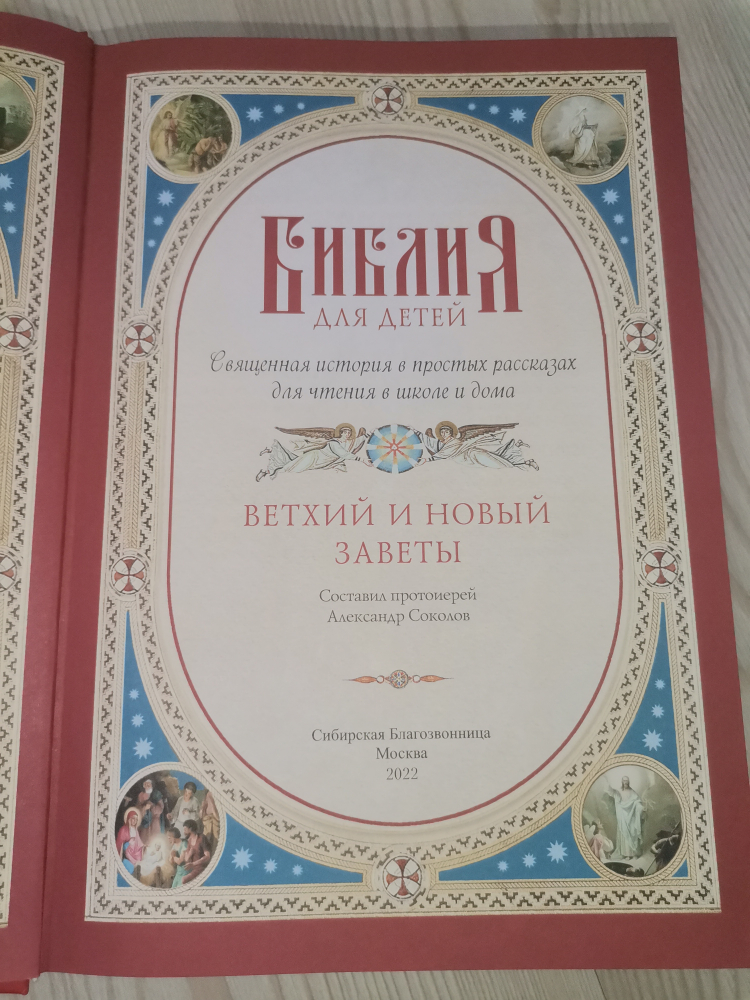 Библия
для детей
Священная история в простых рассказах
для чтения в школе и дома
ВЕТХИЙ И НОВЫЙ
ЗАВЕТЫ
Составил протоиерей
Александр Соколов
Сибирская Благозвонница
Москва
2022